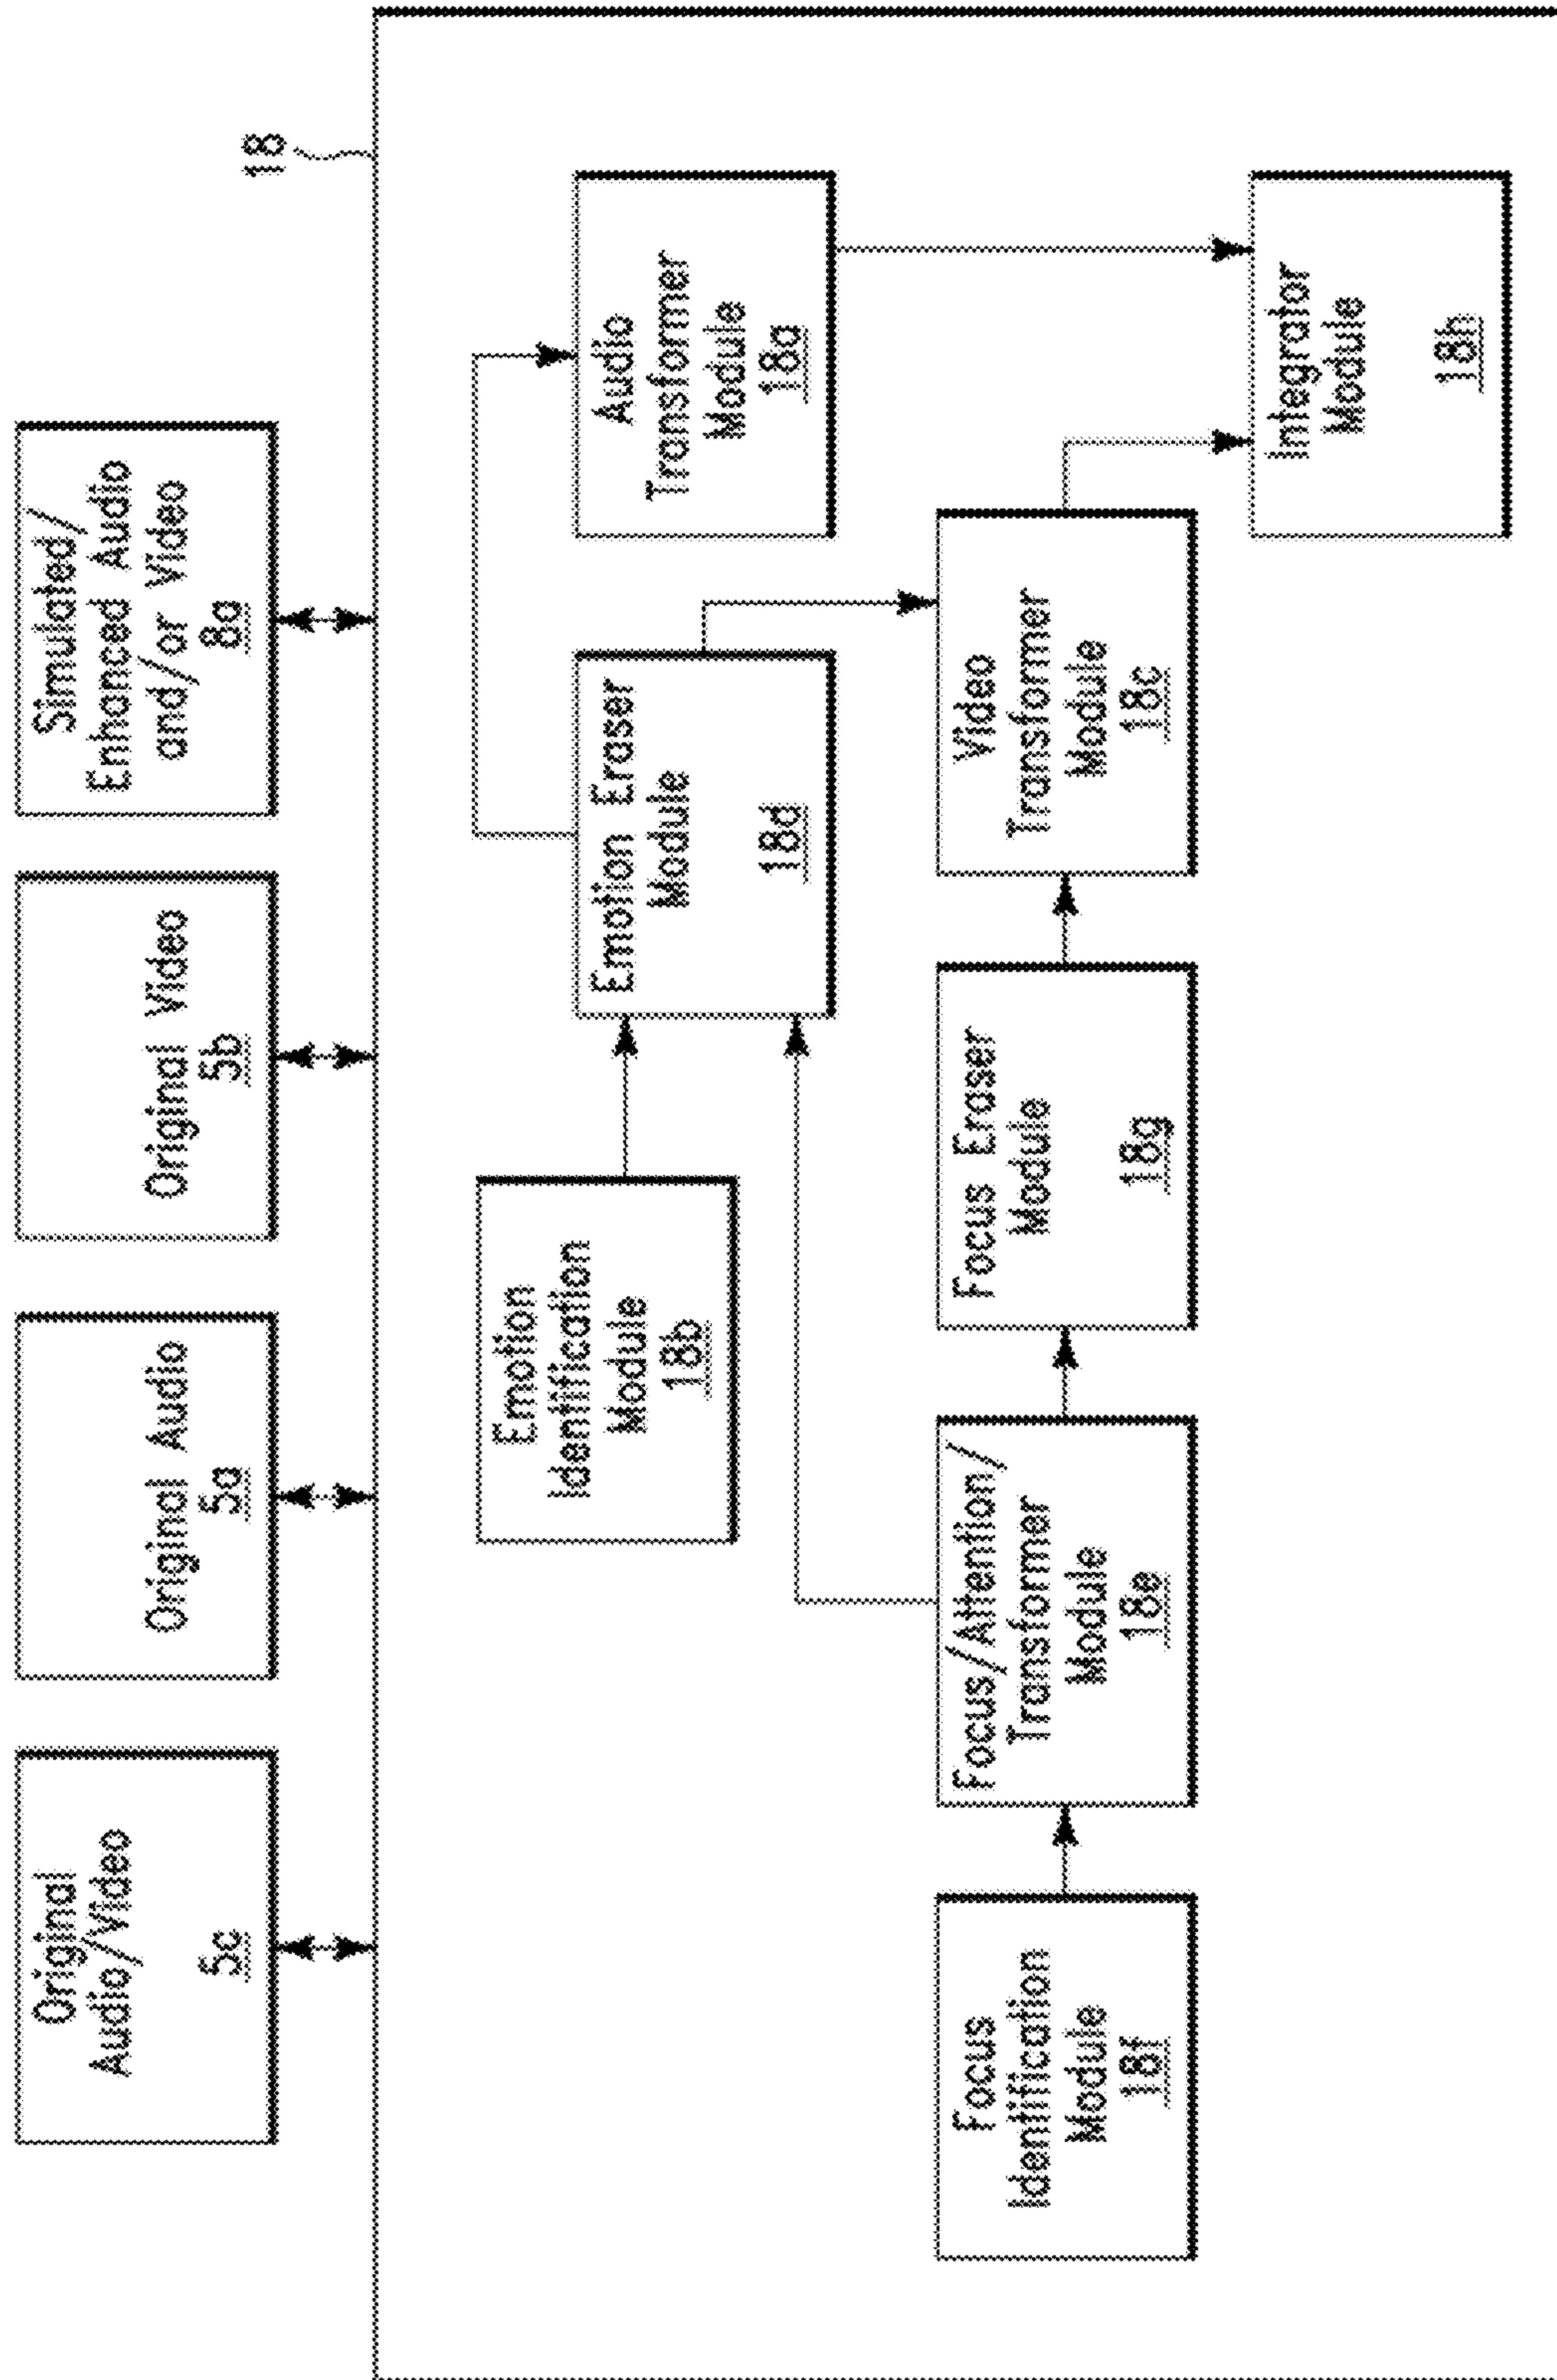 Original
Audio/Video
5c
Original Audio
5a
Original Video
5b
Simulated/
Enhanced Audio
and/or Video
8a
18
Emotion
Identification
Module
18b
Emotion Eraser
Module
18d
Audio
Transformer
Module
18a
Focus
Identification
Module
18f
Focus/Attention/
Transformer
Module
18e
Focus Eraser
Module
18g
Video
Transformer
Module
18c
Integrator
Module
18h